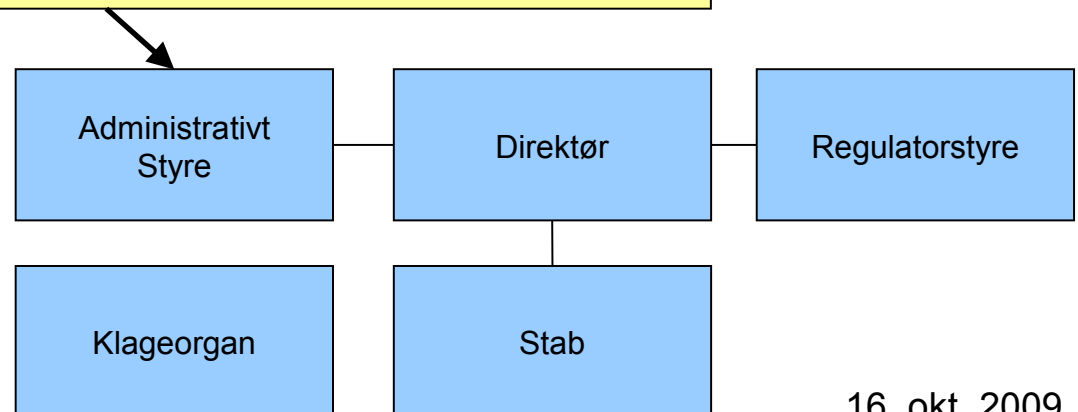 Administrativt
Styre
Direktør
Regulatorstyre
Klageorgan
Stab
16. okt. 2009